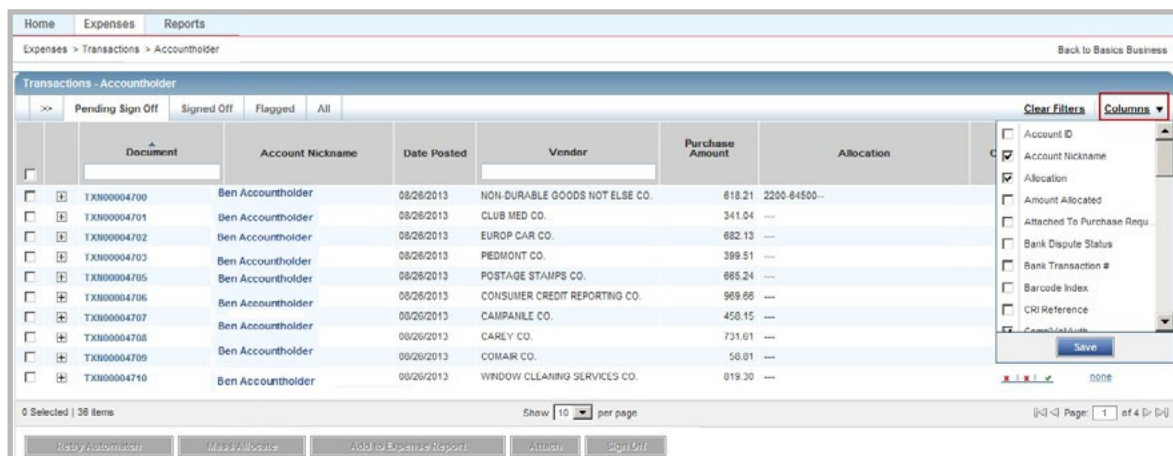 Home Expenses Reports
Expenses > Transactions > Accountholder Back to Basics Business
Transactions - Accountholder
>> Pending Sign Off Signed Off Flagged All Clear Filters Columns
Document Account Nickname Date Posted Vendor Purchase Amount Allocation C
Account ID
Account Nickname
Allocation
Amount Allocated
Attached To Purchase Requ...
Bank Dispute Status
Bank Transaction #
Barcode Index
CRI Reference
Comp|Val|Auth
Save
TXN00004700 Ben Accountholder 08/26/2013 NON-DURABLE GOODS NOT ELSE CO. 618.21 2200-64500--
TXN00004701 Ben Accountholder 08/26/2013 CLUB MED CO. 341.04 ---
TXN00004702 Ben Accountholder 08/26/2013 EUROP CAR CO. 682.13 ---
TXN00004703 Ben Accountholder 08/26/2013 PIEDMONT CO. 399.51 ---
TXN00004705 Ben Accountholder 08/26/2013 POSTAGE STAMPS CO. 665.24 ---
TXN00004706 Ben Accountholder 08/26/2013 CONSUMER CREDIT REPORTING CO. 969.66 ---
TXN00004707 Ben Accountholder 08/26/2013 CAMPANILE CO. 458.15 ---
TXN00004708 08/26/2013 CAREY CO. 731.61 ---
TXN00004709 Ben Accountholder 08/26/2013 COMAIR CO. 58.81 ---
TXN00004710 Ben Accountholder 08/26/2013 WINDOW CLEANING SERVICES CO. 819.30 --- x | x | ✓ none
0 Selected | 36 items Show 10 per page Page: 1 of 4
Retry Automatch Mass Allocate Add to Expense Report Attach Sign Off